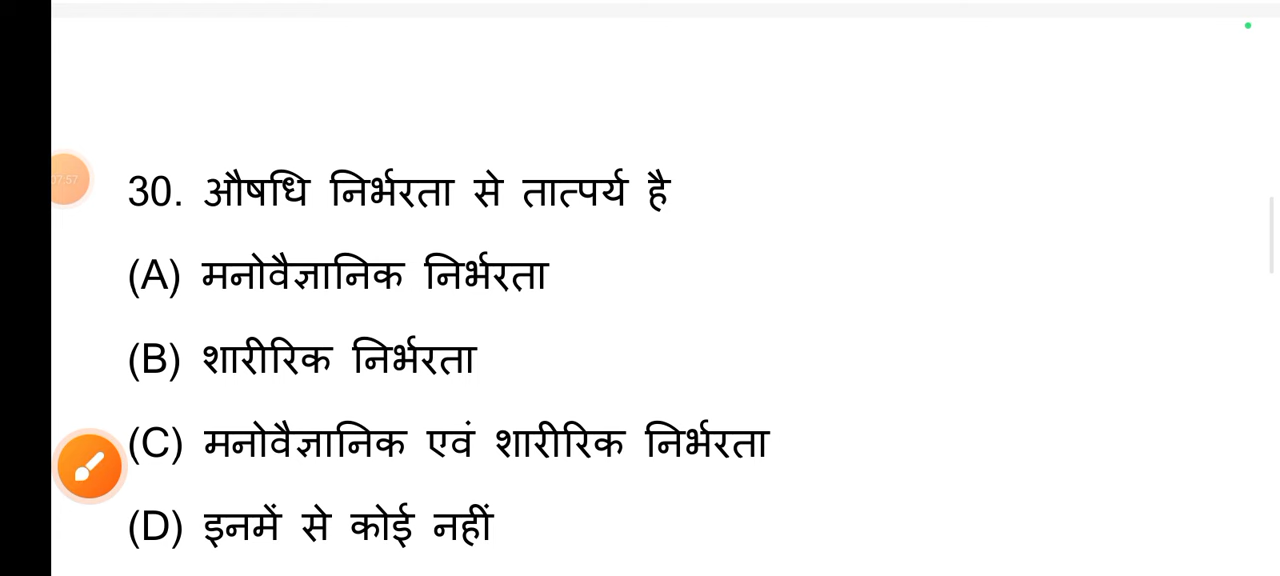 30. औषधि निर्भरता से तात्पर्य है
(A) मनोवैज्ञानिक निर्भरता
(B) शारीरिक निर्भरता
(C) मनोवैज्ञानिक एवं शारीरिक निर्भरता
(D) इनमें से कोई नहीं